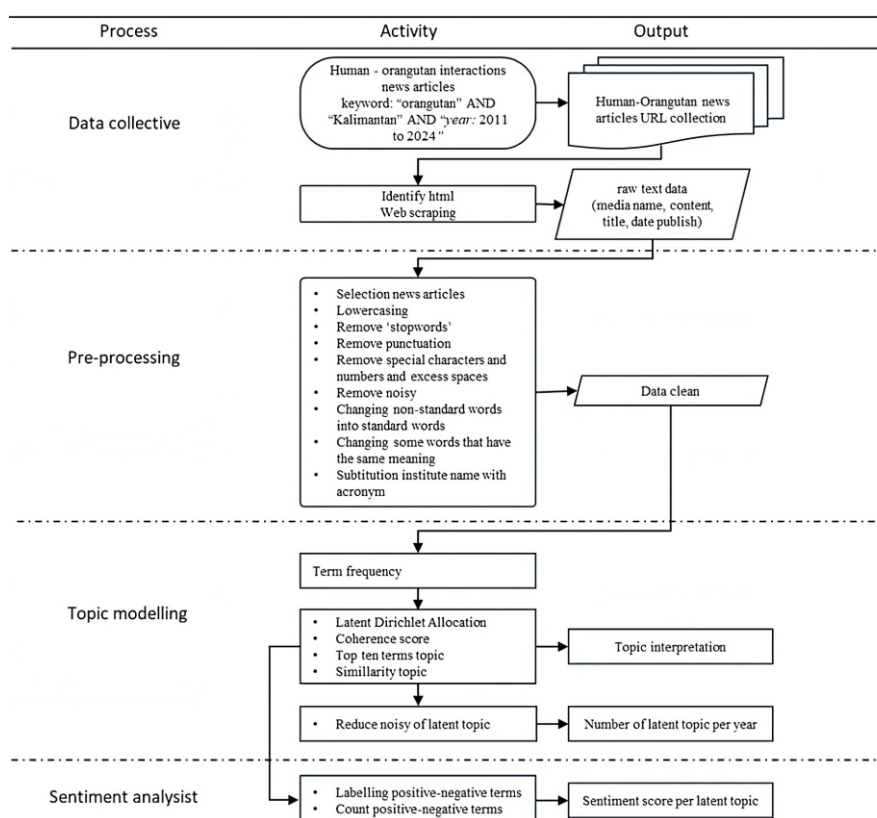 Process
Activity
Output
Data collective
Human - orangutan interactions
news articles
keyword: “orangutan” AND
“Kalimantan” AND “year: 2011
to 2024 ”
Human-Orangutan news
articles URL collection
Identify html
Web scraping
raw text data
(media name, content,
title, date publish)
Pre-processing
• Selection news articles
• Lowercasing
• Remove ‘stopwords’
• Remove punctuation
• Remove special characters and
numbers and excess spaces
• Remove noisy
• Changing non-standard words
into standard words
• Changing some words that have
the same meaning
• Subtitution institute name with
acronym
Data clean
Topic modelling
Term frequency
• Latent Dirichlet Allocation
• Coherence score
• Top ten terms topic
• Simillarity topic
Topic interpretation
• Reduce noisy of latent topic
Number of latent topic per year
Sentiment analysist
• Labelling positive-negative terms
• Count positive-negative terms
Sentiment score per latent topic